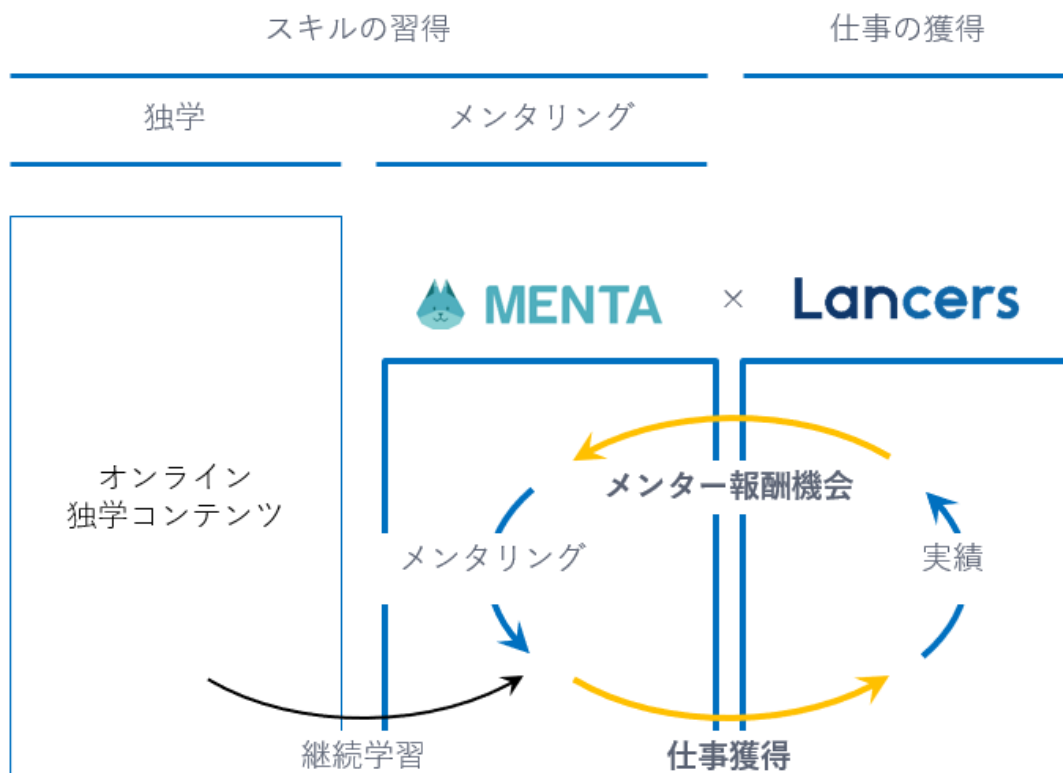 スキルの習得
仕事の獲得
独学
メンタリング
MENTA × Lancers
オンライン
独学コンテンツ
メンター報酬機会
メンタリング
実績
継続学習
仕事獲得